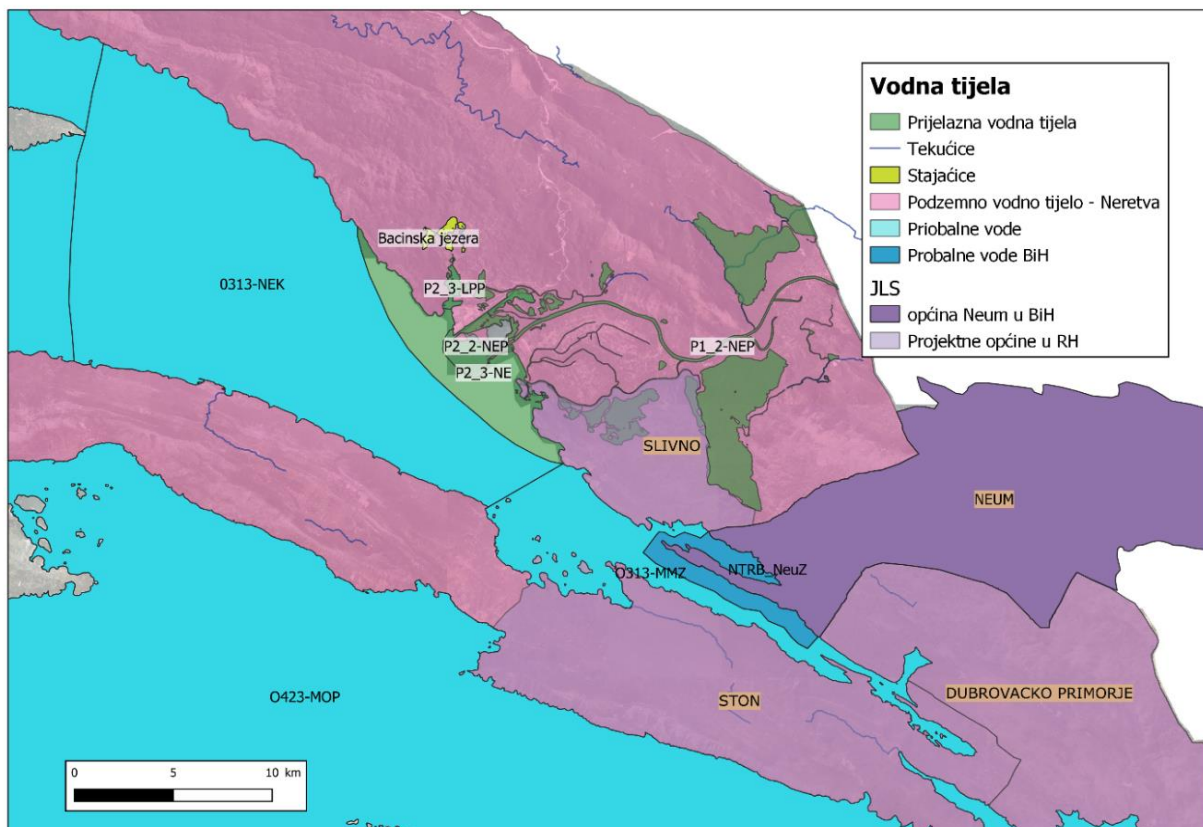 Vodna tijela
Prijelazna vodna tijela
Tekućice
Stajaćice
Podzemno vodno tijelo - Neretva
Priobalne vode
Probalne vode BiH
JLS
općina Neum u BiH
Projektne općine u RH
Bacinska jezera
0313-NEK
P2_3-LPP
P2_2-NEP
P1_2-NEP
P2_3-NE
SLIVNO
NEUM
O313-MMZ
NTRB_NeuZ
O423-MOP
STON
DUBROVACKO PRIMORJE
0 5 10 km